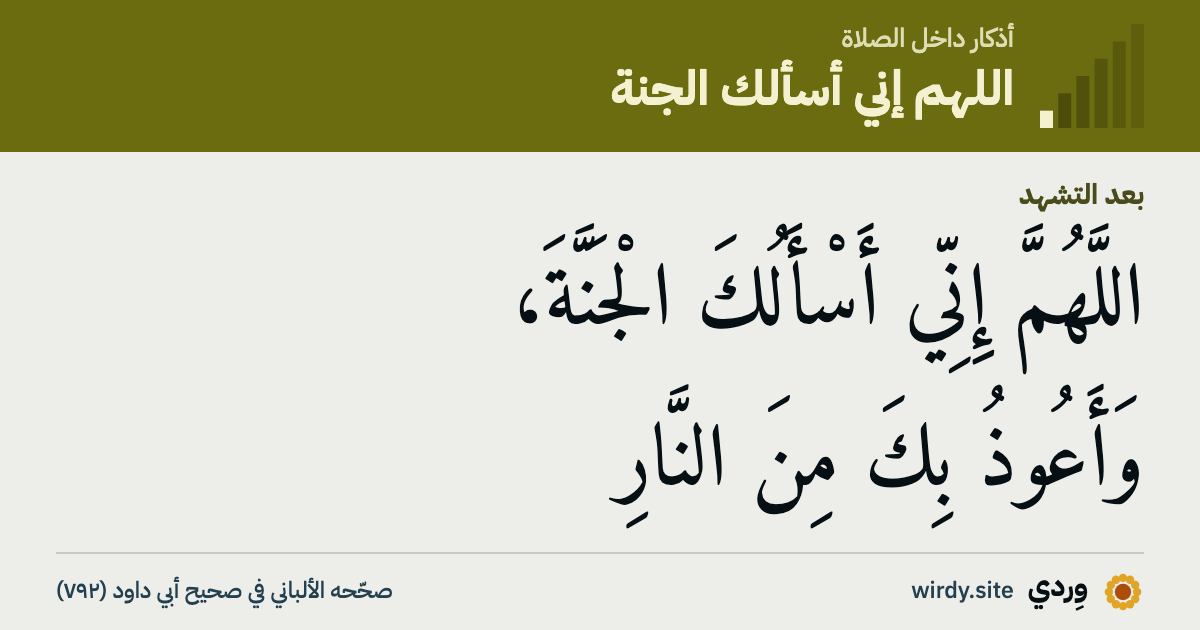 أذكار داخل الصلاة
اللهم إني أسألك الجنة
بعد التشهد
اللَّهُمَّ إِنِّي أَسْأَلُكَ الْجَنَّةَ،
وَأَعُوذُ بِكَ مِنَ النَّارِ
وِردي wirdy.site
صحّحه الألباني في صحيح أبي داود (٧٩٢)